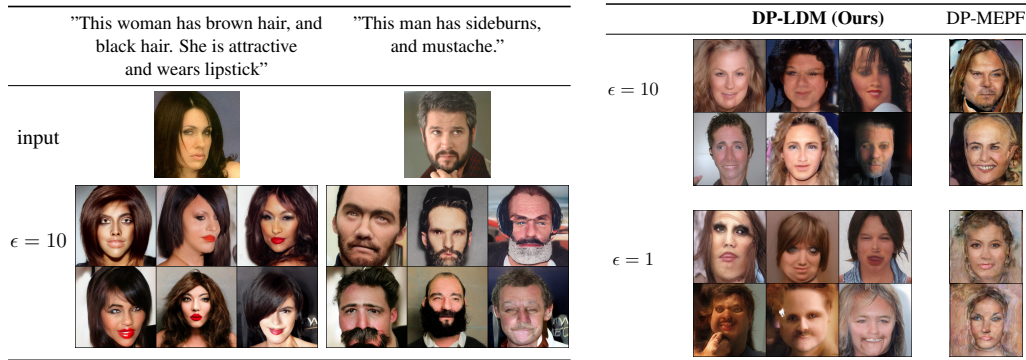 ”This woman has brown hair, and
black hair. She is attractive
and wears lipstick”
”This man has sideburns,
and mustache.”
input
ϵ = 10
DP-LDM (Ours)
DP-MEPF
ϵ = 10
ϵ = 1